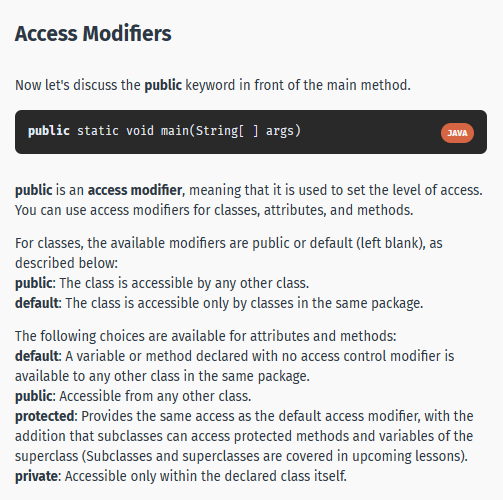 Access Modifiers
Now let's discuss the public keyword in front of the main method.
public static void main(String[ ] args)
JAVA
public is an access modifier, meaning that it is used to set the level of access.
You can use access modifiers for classes, attributes, and methods.
For classes, the available modifiers are public or default (left blank), as
described below:
public: The class is accessible by any other class.
default: The class is accessible only by classes in the same package.
The following choices are available for attributes and methods:
default: A variable or method declared with no access control modifier is
available to any other class in the same package.
public: Accessible from any other class.
protected: Provides the same access as the default access modifier, with the
addition that subclasses can access protected methods and variables of the
superclass (Subclasses and superclasses are covered in upcoming lessons).
private: Accessible only within the declared class itself.